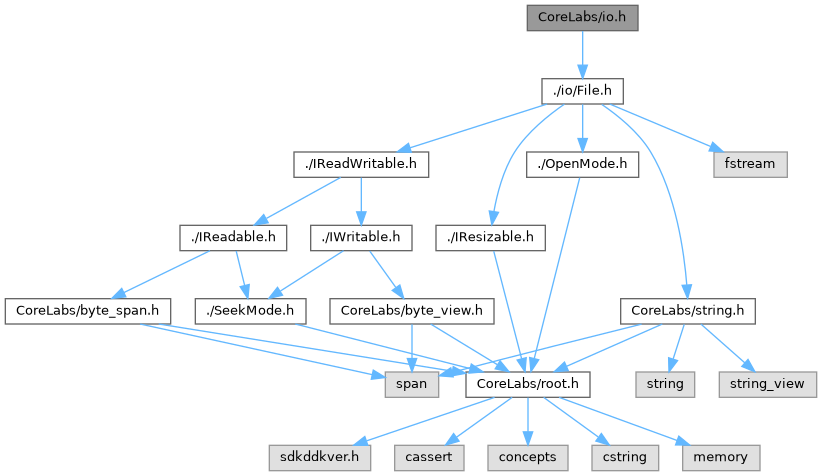 CoreLabs/io.h
./io/File.h
./IReadWritable.h
./OpenMode.h
fstream
./IReadable.h
./IWritable.h
./IResizable.h
CoreLabs/byte_span.h
./SeekMode.h
CoreLabs/byte_view.h
CoreLabs/string.h
span
CoreLabs/root.h
string
string_view
sdkddkver.h
cassert
concepts
cstring
memory